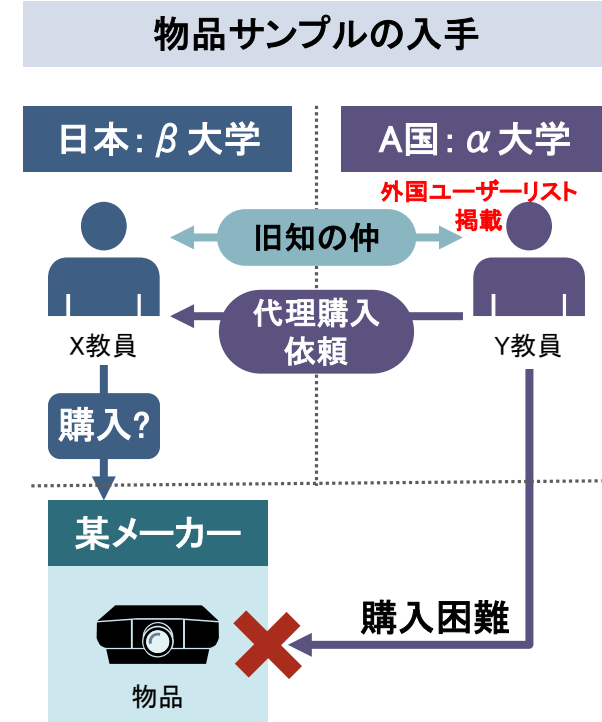 物品サンプルの入手
日本：β大学
A国：α大学
外国ユーザーリスト
掲載
旧知の仲
代理購入
依頼
X教員
Y教員
購入?
某メーカー
購入困難
物品